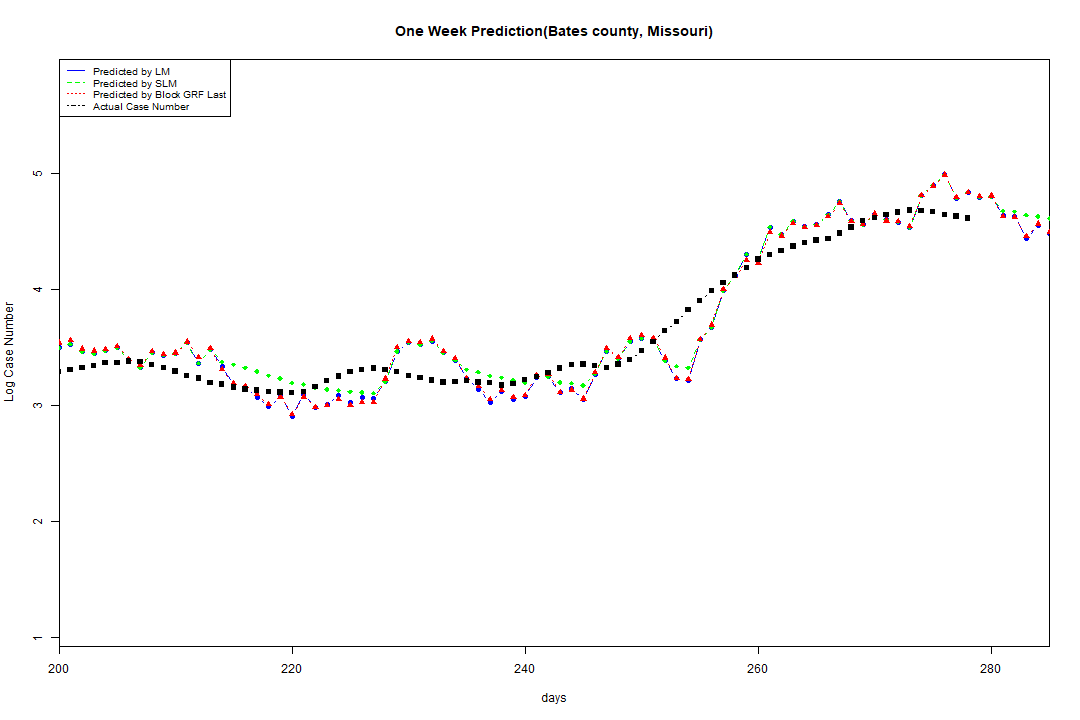 One Week Prediction(Bates county, Missouri)
Predicted by LM
Predicted by SLM
Predicted by Block GRF Last
Actual Case Number
Log Case Number
5
4
3
2
1
200 220 240 260 280
days